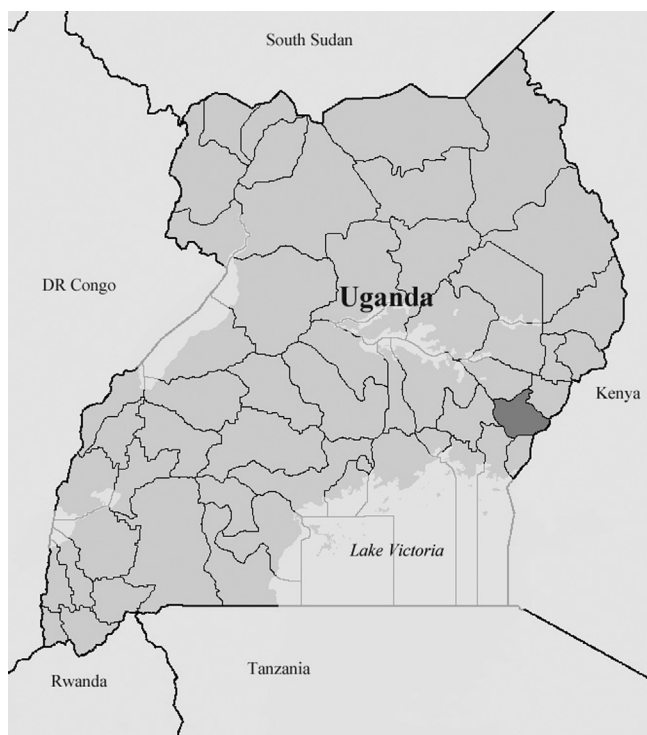 South Sudan
DR Congo
Uganda
Kenya
Lake Victoria
Rwanda
Tanzania